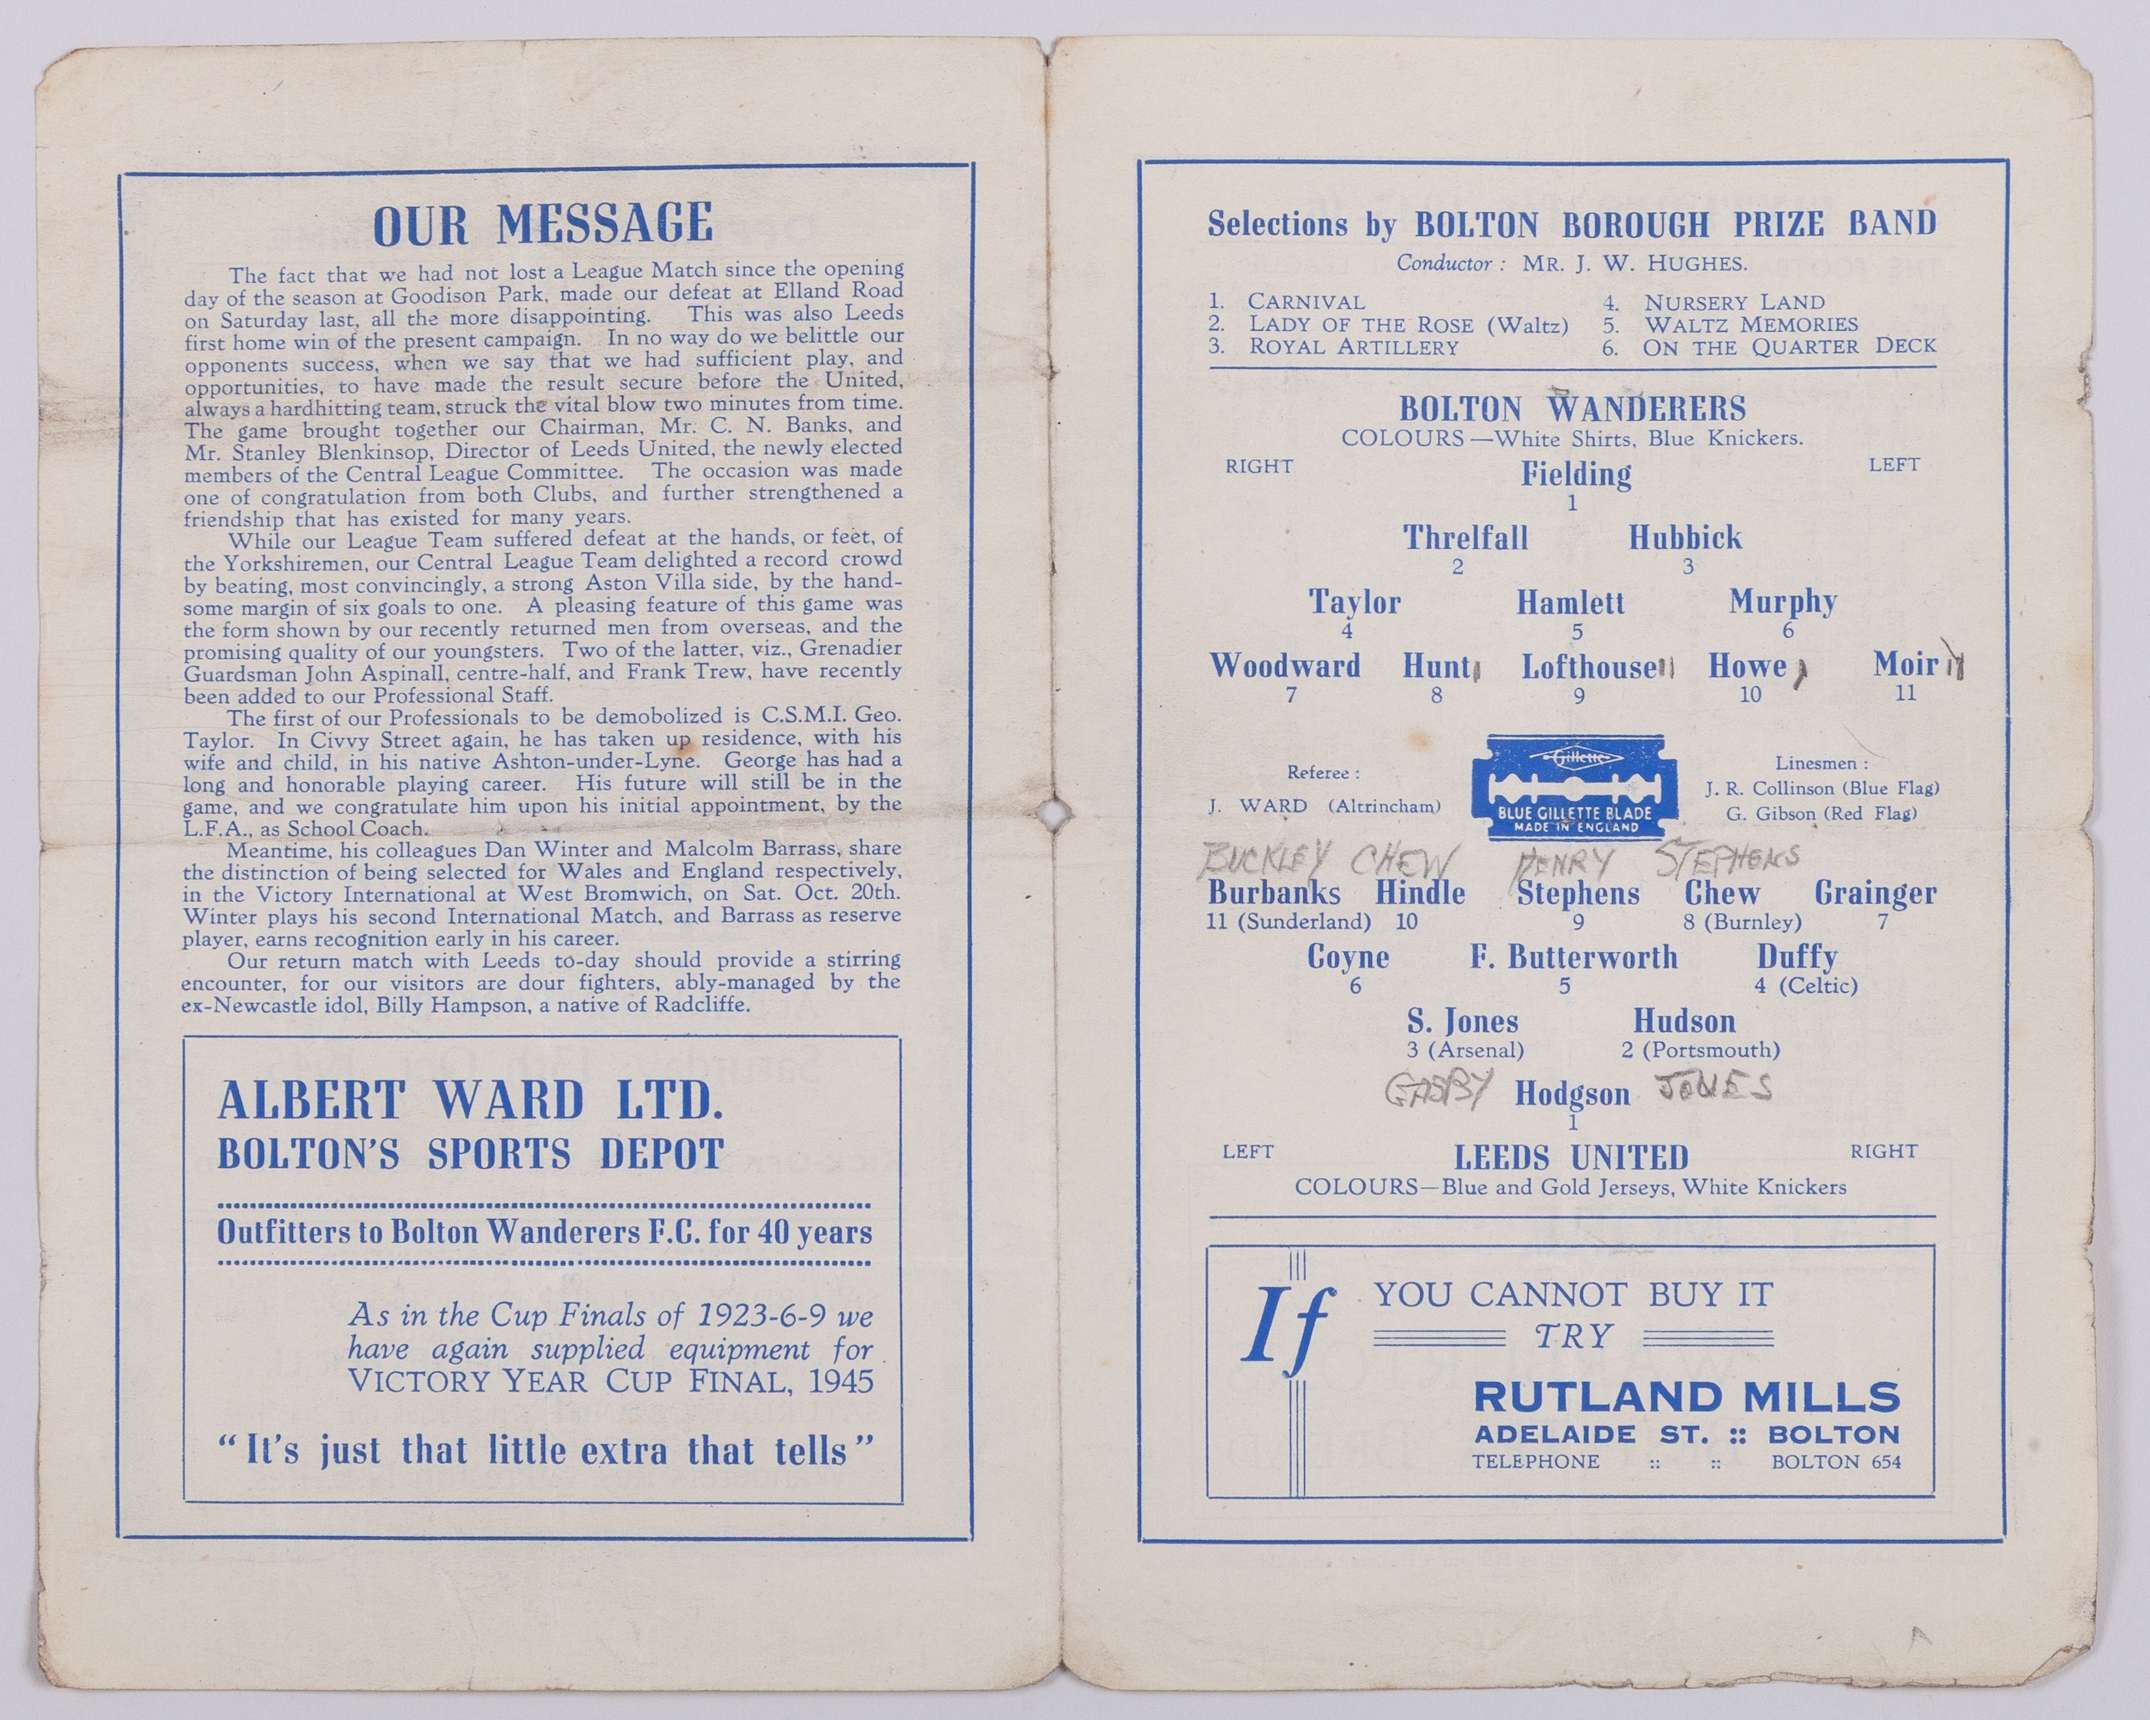 OUR MESSAGE
The fact that we had not lost a League Match since the opening
day of the season at Goodison Park, made our defeat at Elland Road
on Saturday last, all the more disappointing. This was also Leeds
first home win of the present campaign. In no way do we belittle our
opponents success, when we say that we had sufficient play, and
opportunities, to have made the result secure before the United,
always a hardhitting team, struck the vital blow two minutes from time.
The game brought together our Chairman, Mr. C. N. Banks, and
Mr. Stanley Blenkinsop, Director of Leeds United, the newly elected
members of the Central League Committee. The occasion was made
one of congratulation from both Clubs, and further strengthened a
friendship that has existed for many years.
While our League Team suffered defeat at the hands, or feet, of
the Yorkshiremen, our Central League Team delighted a record crowd
by beating, most convincingly, a strong Aston Villa side, by the hand-
some margin of six goals to one. A pleasing feature of this game was
the form shown by our recently returned men from overseas, and the
promising quality of our youngsters. Two of the latter, viz., Grenadier
Guardsman John Aspinall, centre-half, and Frank Trew, have recently
been added to our Professional Staff.
The first of our Professionals to be demobolized is C.S.M.I. Geo.
Taylor. In Civvy Street again, he has taken up residence, with his
wife and child, in his native Ashton-under-Lyne. George has had a
long and honorable playing career. His future will still be in the
game, and we congratulate him upon his initial appointment, by the
L.F.A., as School Coach.
Meantime, his colleagues Dan Winter and Malcolm Barrass, share
the distinction of being selected for Wales and England respectively,
in the Victory International at West Bromwich, on Sat. Oct. 20th.
Winter plays his second International Match, and Barrass as reserve
player, earns recognition early in his career.
Our return match with Leeds to-day should provide a stirring
encounter, for our visitors are dour fighters, ably-managed by the
ex-Newcastle idol, Billy Hampson, a native of Radcliffe.
ALBERT WARD LTD.
BOLTON'S SPORTS DEPOT
Outfitters to Bolton Wanderers F.C. for 40 years
As in the Cup Finals of 1923-6-9 we
have again supplied equipment for
VICTORY YEAR CUP FINAL, 1945
"It's just that little extra that tells"
Selections by BOLTON BOROUGH PRIZE BAND
Conductor : MR. J. W. HUGHES.
1. CARNIVAL 4. NURSERY LAND
2. LADY OF THE ROSE (Waltz) 5. WALTZ MEMORIES
3. ROYAL ARTILLERY 6. ON THE QUARTER DECK
BOLTON WANDERERS
COLOURS—White Shirts, Blue Knickers.
RIGHT Fielding LEFT
1
Threlfall Hubbick
2 3
Taylor Hamlett Murphy
4 5 6
Woodward Hunt Lofthouse Howe Moir
7 8 9 10 11
Referee :
J. WARD (Altrincham)
Gillette
BLUE GILLETTE BLADE
MADE IN ENGLAND
Linesmen :
J. R. Collinson (Blue Flag)
G. Gibson (Red Flag)
BUCKLEY CHEW HENRY STEPHENS
Burbanks Hindle Stephens Chew Grainger
11 (Sunderland) 10 9 8 (Burnley) 7
Coyne F. Butterworth Duffy
6 5 4 (Celtic)
S. Jones Hudson
3 (Arsenal) 2 (Portsmouth)
GADSBY Hodgson JONES
1
LEFT LEEDS UNITED RIGHT
COLOURS—Blue and Gold Jerseys, White Knickers
If YOU CANNOT BUY IT
TRY
RUTLAND MILLS
ADELAIDE ST. :: BOLTON
TELEPHONE :: :: BOLTON 654